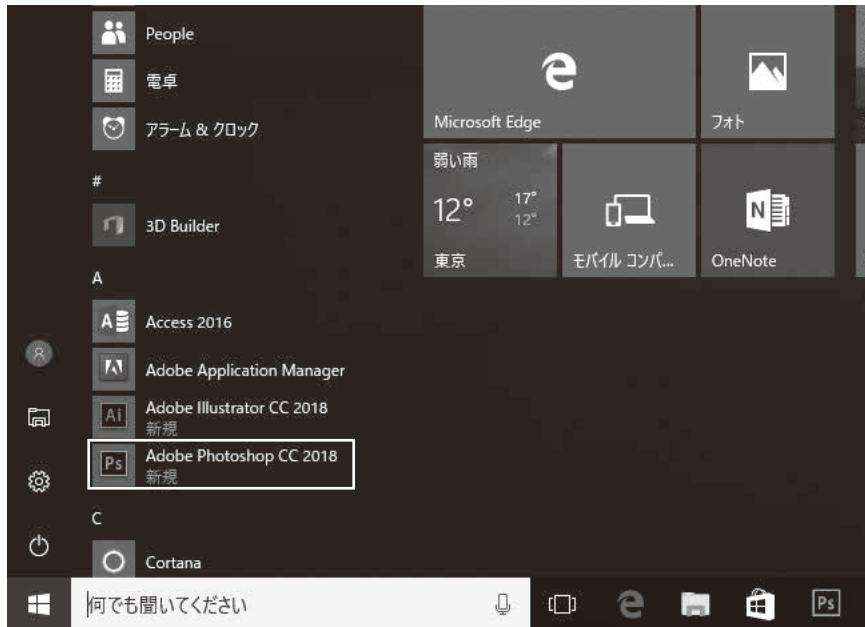 People
電卓
アラーム & クロック
#
3D Builder
A
Access 2016
Adobe Application Manager
Adobe Illustrator CC 2018
新規
Adobe Photoshop CC 2018
新規
C
Cortana
Microsoft Edge
フォト
弱い雨
12° 17°
12°
東京
モバイル コンパ...
OneNote
何でも聞いてください
Ps